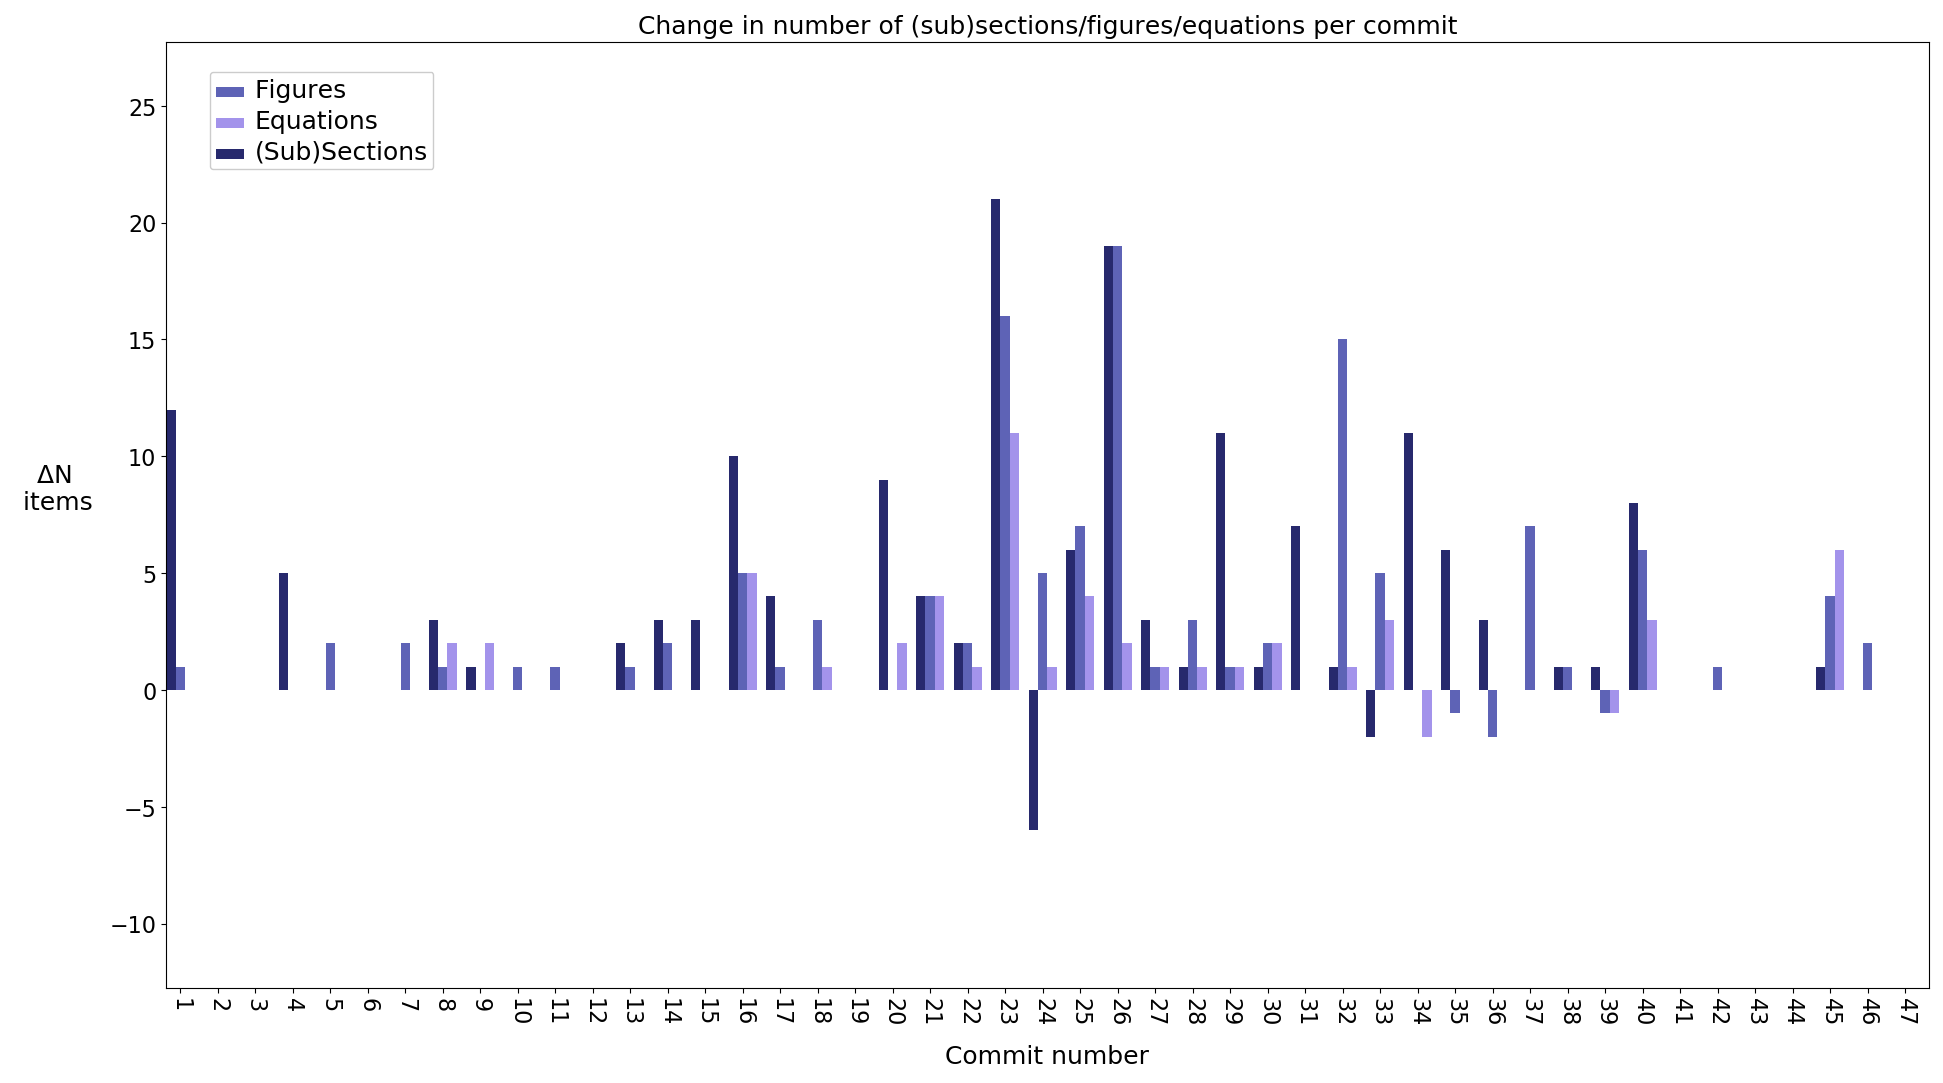 Change in number of (sub)sections/figures/equations per commit
Figures
Equations
(Sub)Sections
25
20
15
10
5
0
−5
−10
ΔN
items
1 2 3 4 5 6 7 8 9 10 11 12 13 14 15 16 17 18 19 20 21 22 23 24 25 26 27 28 29 30 31 32 33 34 35 36 37 38 39 40 41 42 43 44 45 46 47
Commit number